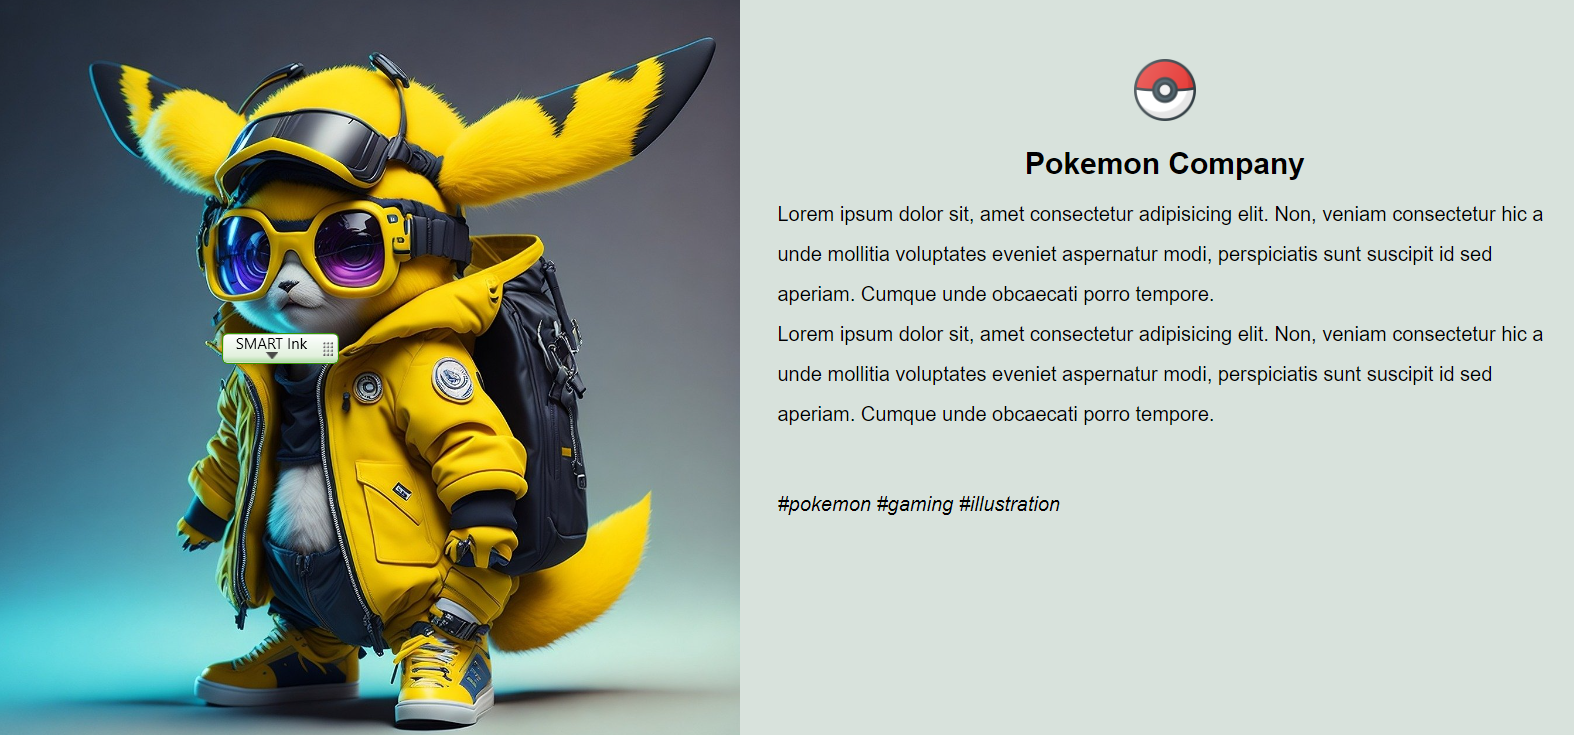 SMART Ink
Pokemon Company
Lorem ipsum dolor sit, amet consectetur adipisicing elit. Non, veniam consectetur hic a
unde mollitia voluptates eveniet aspernatur modi, perspiciatis sunt suscipit id sed
aperiam. Cumque unde obcaecati porro tempore.
Lorem ipsum dolor sit, amet consectetur adipisicing elit. Non, veniam consectetur hic a
unde mollitia voluptates eveniet aspernatur modi, perspiciatis sunt suscipit id sed
aperiam. Cumque unde obcaecati porro tempore.
#pokemon #gaming #illustration